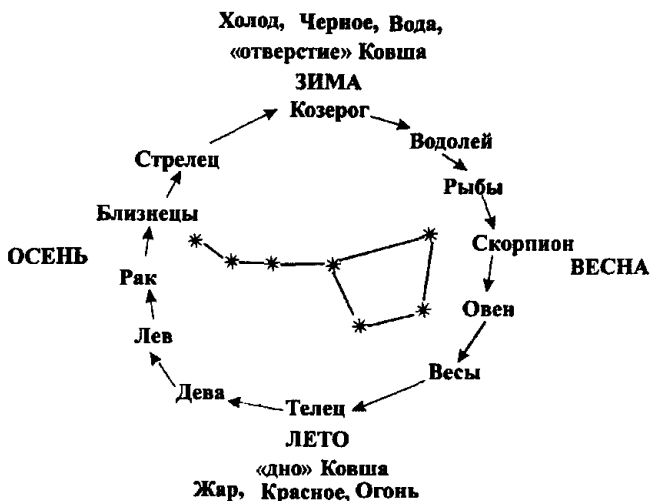 Холод, Черное, Вода,
«отверстие» Ковша
ЗИМА
Козерог
Водолей
Стрелец
Рыбы
Близнецы
Скорпион
ОСЕНЬ
ВЕСНА
Рак
Овен
Лев
Весы
Дева
Телец
ЛЕТО
«дно» Ковша
Жар, Красное, Огонь